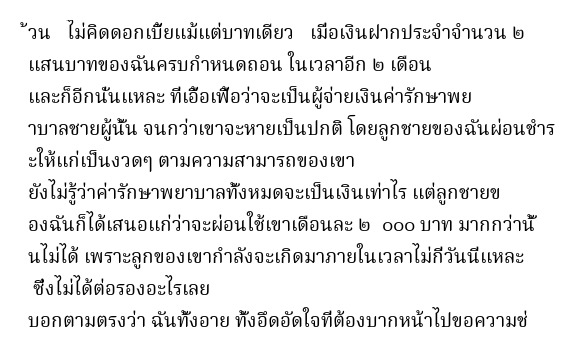 ้วน ไม่คิดดอกเบี้ยแม้แต่บาทเดียว เมื่อเงินฝากประจำจำนวน ๒
แสนบาทของฉันครบกำหนดถอน ในเวลาอีก ๒ เดือน
และก็อีกนั่นแหละ ที่เอื้อเฟื้อว่าจะเป็นผู้จ่ายเงินค่ารักษาพย
าบาลชายผู้นั้น จนกว่าเขาจะหายเป็นปกติ โดยลูกชายของฉันผ่อนชำร
ะให้แก่เป็นงวดๆ ตามความสามารถของเขา
ยังไม่รู้ว่าค่ารักษาพยาบาลทั้งหมดจะเป็นเงินเท่าไร แต่ลูกชายข
องฉันก็ได้เสนอแก่ว่าจะผ่อนใช้เขาเดือนละ ๒ ๐๐๐ บาท มากกว่านั้
นไม่ได้ เพราะลูกของเขากำลังจะเกิดมาภายในเวลาไม่กี่วันนี้แหละ
ซึ่งไม่ได้ต่อรองอะไรเลย
บอกตามตรงว่า ฉันทั้งอาย ทั้งอึดอัดใจที่ต้องบากหน้าไปขอความช่